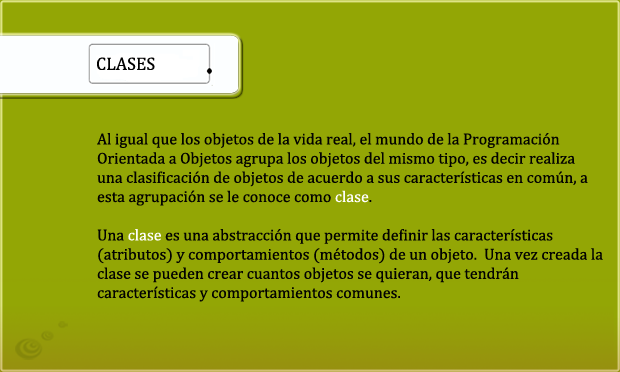 CLASES
Al igual que los objetos de la vida real, el mundo de la Programación
Orientada a Objetos agrupa los objetos del mismo tipo, es decir realiza
una clasificación de objetos de acuerdo a sus características en común, a
esta agrupación se le conoce como clase.
Una clase es una abstracción que permite definir las características
(atributos) y comportamientos (métodos) de un objeto.  Una vez creada la
clase se pueden crear cuantos objetos se quieran, que tendrán
características y comportamientos comunes.